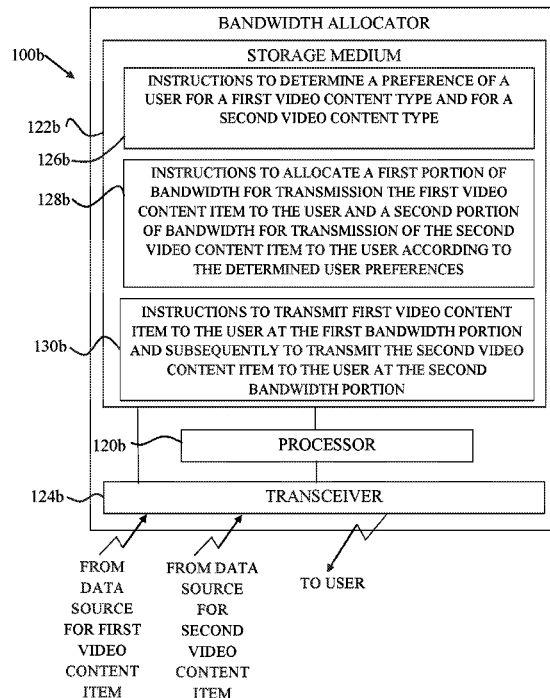 BANDWIDTH ALLOCATOR
100b
STORAGE MEDIUM
122b
INSTRUCTIONS TO DETERMINE A PREFERENCE OF A
USER FOR A FIRST VIDEO CONTENT TYPE AND FOR A
SECOND VIDEO CONTENT TYPE
126b
128b
INSTRUCTIONS TO ALLOCATE A FIRST PORTION OF
BANDWIDTH FOR TRANSMISSION THE FIRST VIDEO
CONTENT ITEM TO THE USER AND A SECOND PORTION
OF BANDWIDTH FOR TRANSMISSION OF THE SECOND
VIDEO CONTENT ITEM TO THE USER ACCORDING TO
THE DETERMINED USER PREFERENCES
130b
INSTRUCTIONS TO TRANSMIT FIRST VIDEO CONTENT
ITEM TO THE USER AT THE FIRST BANDWIDTH PORTION
AND SUBSEQUENTLY TO TRANSMIT THE SECOND VIDEO
CONTENT ITEM TO THE USER AT THE SECOND
BANDWIDTH PORTION
120b
PROCESSOR
124b
TRANSCEIVER
FROM
DATA
SOURCE
FOR FIRST
VIDEO
CONTENT
ITEM
FROM DATA
SOURCE
FOR
SECOND
VIDEO
CONTENT
ITEM
TO USER